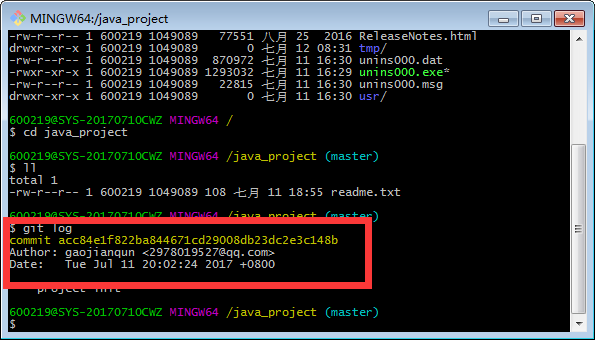 MINGW64:/java_project
-rw-r--r-- 1 600219 1049089   77551 八月 25  2016 ReleaseNotes.html
drwxr-xr-x 1 600219 1049089       0 七月 12 08:31 tmp/
-rw-r--r-- 1 600219 1049089  870972 七月 11 16:30 unins000.dat
-rwxr-xr-x 1 600219 1049089 1293032 七月 11 16:29 unins000.exe*
-rw-r--r-- 1 600219 1049089   22815 七月 11 16:30 unins000.msg
drwxr-xr-x 1 600219 1049089       0 七月 11 16:30 usr/
600219@SYS-20170710CWZ MINGW64 /
$ cd java_project
600219@SYS-20170710CWZ MINGW64 /java_project (master)
$ ll
total 1
-rw-r--r-- 1 600219 1049089 108 七月 11 18:55 readme.txt
600219@SYS-20170710CWZ MINGW64 /java_project (master)
$ git log
commit acc84e1f822ba844671cd29008db23dc2e3c148b
Author: gaojianqun <2978019527@qq.com>
Date:   Tue Jul 11 20:02:24 2017 +0800
project init
600219@SYS-20170710CWZ MINGW64 /java_project (master)
$